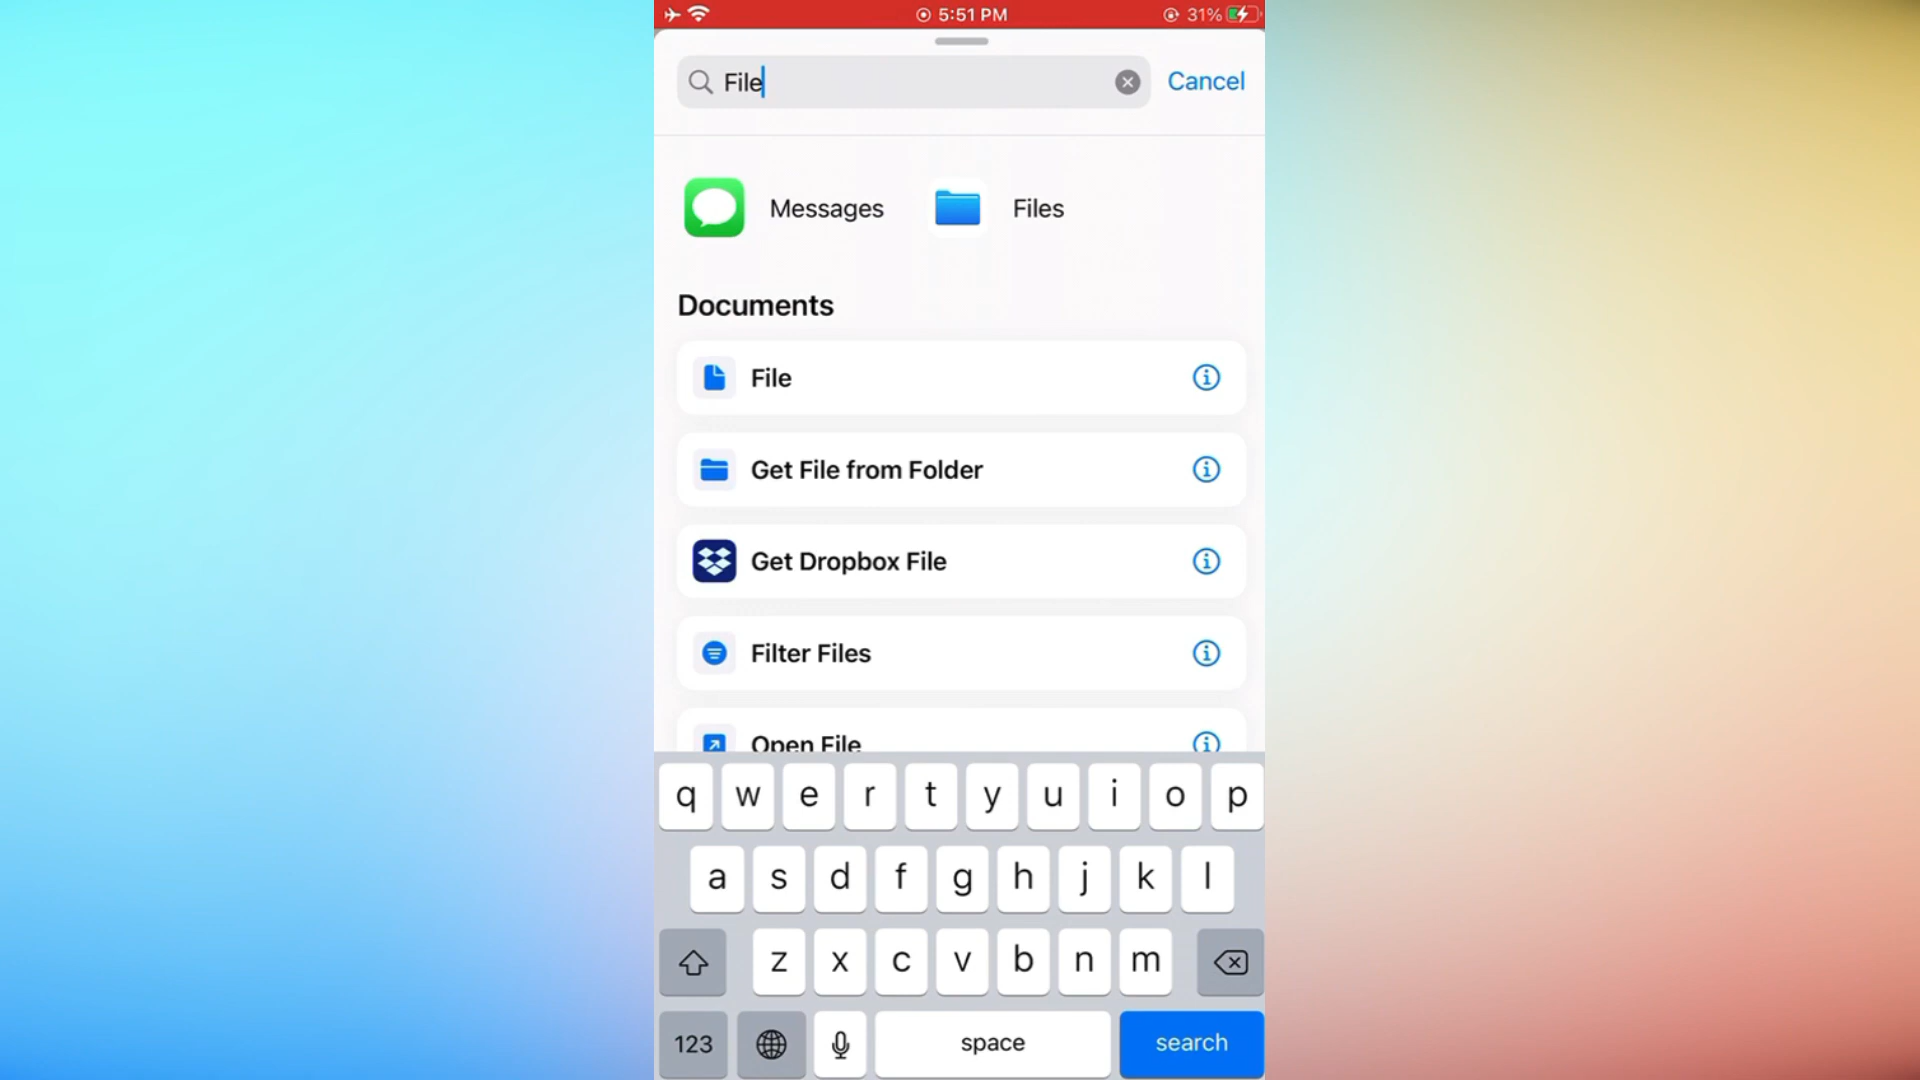 5:51 PM 31%
File Cancel
Messages Files
Documents
File
Get File from Folder
Get Dropbox File
Filter Files
Open File
q w e r t y u i o p
a s d f g h j k l
z x c v b n m
123 space search